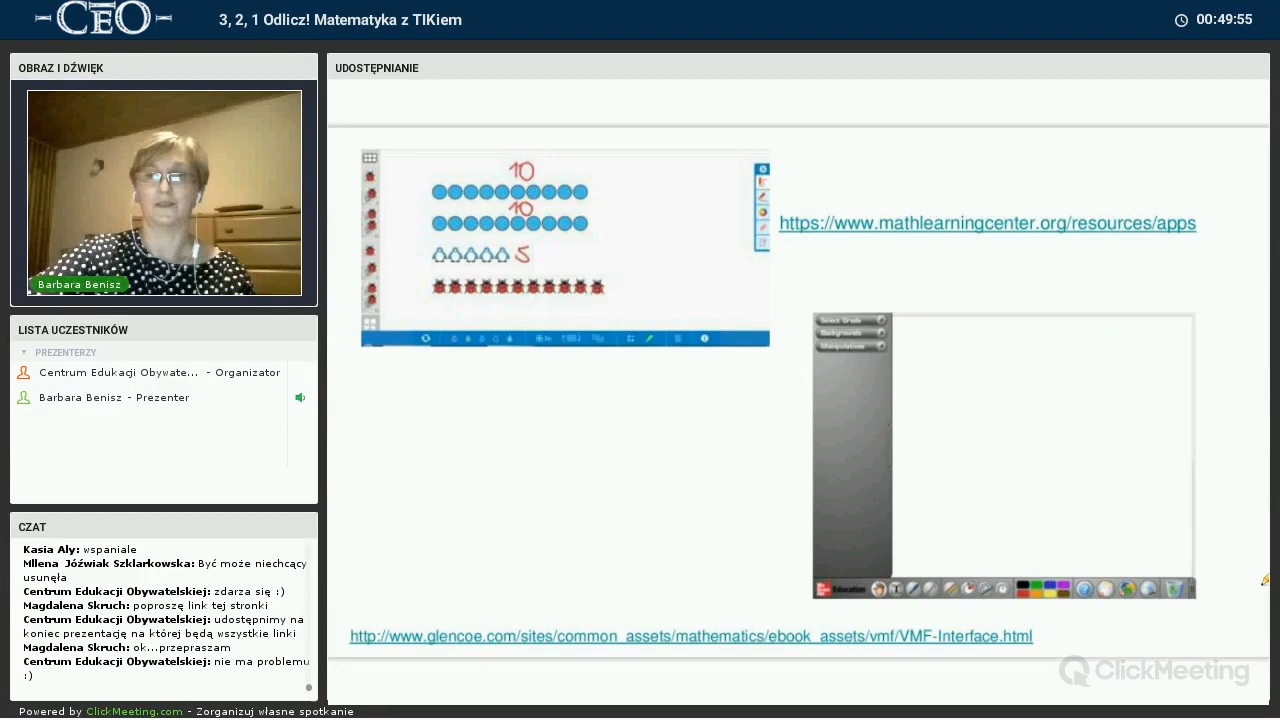 CEO
3, 2, 1 Odlicz! Matematyka z TIKiem
00:49:55
OBRAZ I DŹWIĘK
Barbara Benisz
LISTA UCZESTNIKÓW
PREZENTERZY
Centrum Edukacji Obywate... - Organizator
Barbara Benisz - Prezenter
CZAT
Kasia Aly: wspaniale
Milena Jóźwiak Szklarkowska: Być może niechcący
usunęła
Centrum Edukacji Obywatelskiej: zdarza się :)
Magdalena Skruch: poproszę link tej stronki
Centrum Edukacji Obywatelskiej: udostępnimy na
koniec prezentację na której będą wszystkie linki
Magdalena Skruch: ok...przepraszam
Centrum Edukacji Obywatelskiej: nie ma problemu
:)
UDOSTĘPNIANIE
10
10
5
https://www.mathlearningcenter.org/resources/apps
Select Grade
Backgrounds
Manipulatives
Education
http://www.glencoe.com/sites/common_assets/mathematics/ebook_assets/vmf/VMF-Interface.html
ClickMeeting
Powered by ClickMeeting.com - Zorganizuj własne spotkanie